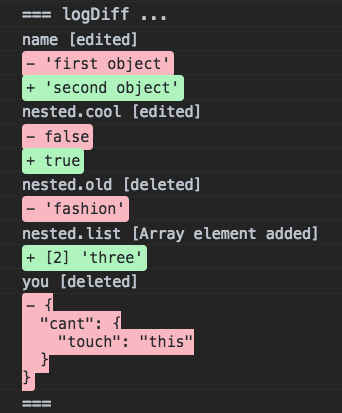 === logDiff ...
name [edited]
- 'first object'
+ 'second object'
nested.cool [edited]
- false
+ true
nested.old [deleted]
- 'fashion'
nested.list [Array element added]
+ [2] 'three'
you [deleted]
- {
  "cant": {
    "touch": "this"
  }
}
===